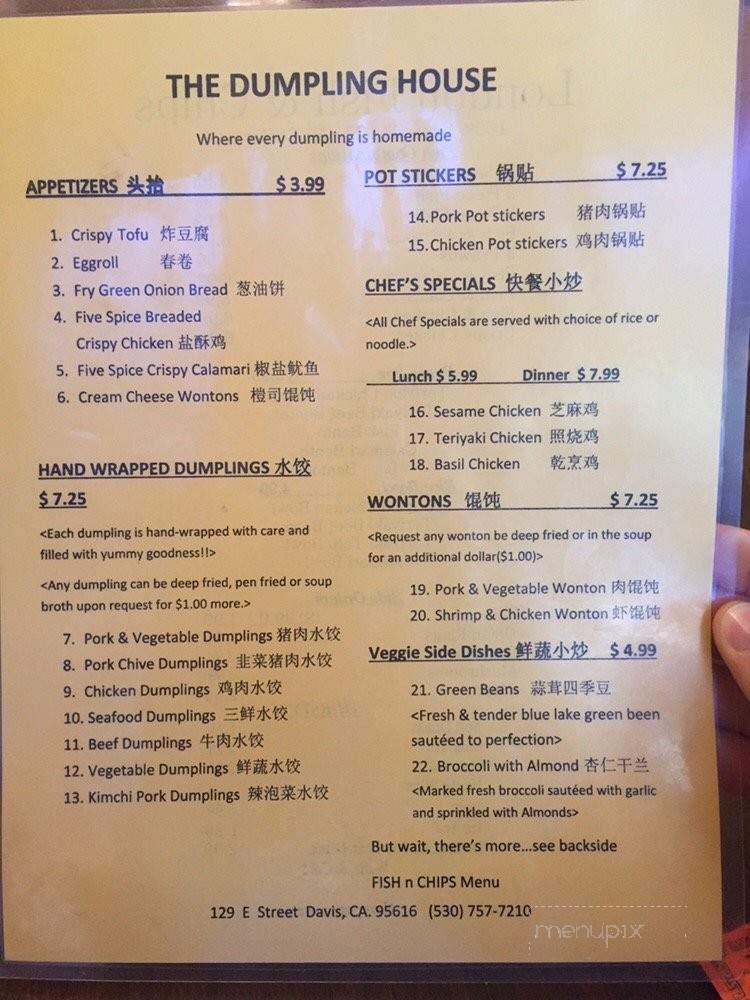 THE DUMPLING HOUSE
Where every dumpling is homemade
APPETIZERS 头抬 $ 3.99
1. Crispy Tofu 炸豆腐
2. Eggroll 春卷
3. Fry Green Onion Bread 葱油饼
4. Five Spice Breaded
Crispy Chicken 盐酥鸡
5. Five Spice Crispy Calamari 椒盐鱿鱼
6. Cream Cheese Wontons 桤司馄饨
HAND WRAPPED DUMPLINGS 水饺
$ 7.25
<Each dumpling is hand-wrapped with care and
filled with yummy goodness!!>
<Any dumpling can be deep fried, pen fried or soup
broth upon request for $1.00 more.>
7. Pork & Vegetable Dumplings 猪肉水饺
8. Pork Chive Dumplings 韭菜猪肉水饺
9. Chicken Dumplings 鸡肉水饺
10. Seafood Dumplings 三鲜水饺
11. Beef Dumplings 牛肉水饺
12. Vegetable Dumplings 鲜蔬水饺
13. Kimchi Pork Dumplings 辣泡菜水饺
POT STICKERS 锅贴 $ 7.25
14.Pork Pot stickers 猪肉锅贴
15.Chicken Pot stickers 鸡肉锅贴
CHEF'S SPECIALS 快餐小炒
<All Chef Specials are served with choice of rice or
noodle.>
Lunch $ 5.99 Dinner $ 7.99
16. Sesame Chicken 芝麻鸡
17. Teriyaki Chicken 照烧鸡
18. Basil Chicken 乾烹鸡
WONTONS 馄饨 $ 7.25
<Request any wonton be deep fried or in the soup
for an additional dollar($1.00)>
19. Pork & Vegetable Wonton 肉馄饨
20. Shrimp & Chicken Wonton 虾馄饨
Veggie Side Dishes 鲜蔬小炒 $ 4.99
21. Green Beans 蒜茸四季豆
<Fresh & tender blue lake green been
sautéed to perfection>
22. Broccoli with Almond 杏仁干兰
<Marked fresh broccoli sautéed with garlic
and sprinkled with Almonds>
But wait, there's more...see backside
FISH n CHIPS Menu
129 E Street Davis, CA. 95616 (530) 757-7210
menupix